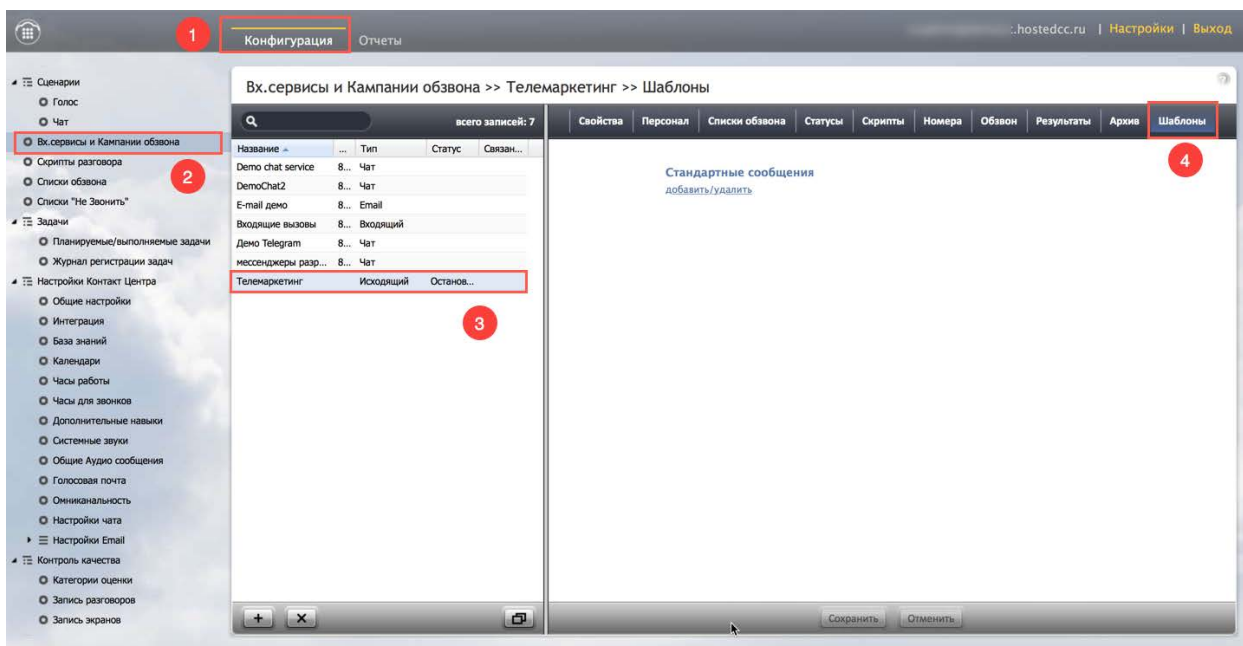 1
Конфигурация Отчеты
:.hostedcc.ru | Настройки | Выход
Сценарии
Голос
Чат
Вх.сервисы и Кампании обзвона
Скрипты разговора
2
Списки обзвона
Списки "Не Звонить"
Задачи
Планируемые/выполняемые задачи
Журнал регистрации задач
Настройки Контакт Центра
Общие настройки
Интеграция
База знаний
Календари
Часы работы
Часы для звонков
Дополнительные навыки
Системные звуки
Общие Аудио сообщения
Голосовая почта
Омниканальность
Настройки чата
Настройки Email
Контроль качества
Категории оценки
Запись разговоров
Запись экранов
Вх.сервисы и Кампании обзвона >> Телемаркетинг >> Шаблоны
?
всего записей: 7
Название ... Тип Статус Связан...
Demo chat service 8... Чат
DemoChat2 8... Чат
E-mail демо 8... Email
Входящие вызовы 8... Входящий
Демо Telegram 8... Чат
мессенджеры разр... 8... Чат
Телемаркетинг Исходящий Останов...
3
Свойства Персонал Списки обзвона Статусы Скрипты Номера Обзвон Результаты Архив Шаблоны
4
Стандартные сообщения
добавить/удалить
Сохранить Отменить